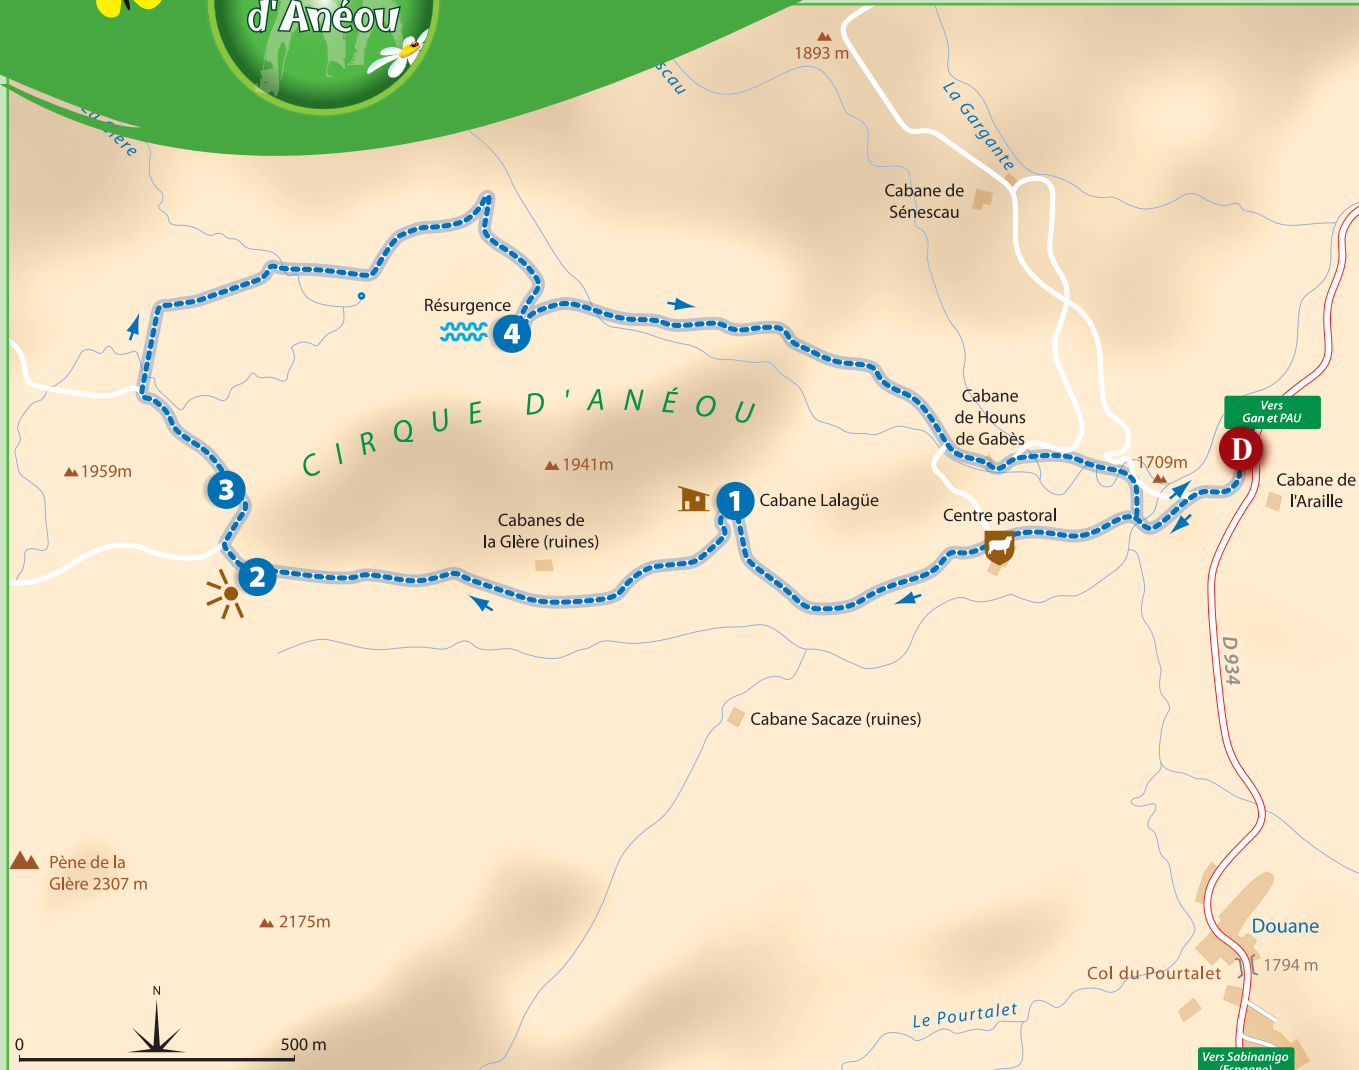 d'Anéou
1893 m
La Gargante
Cabane de
Sénescau
Résurgence
4
CIRQUE D'ANÉOU
Cabane
de Houns
de Gabès
Vers
Gan et PAU
D
1709m
Cabane de
l'Araille
1959m
1941m
3
1
Cabane Lalagüe
Cabanes de
la Glère (ruines)
Centre pastoral
2
D 934
Cabane Sacaze (ruines)
Pène de la
Glère 2307 m
2175m
Douane
Col du Pourtalet
1794 m
Le Pourtalet
N
0
500 m
Vers Sabinanigo
(Espagne)